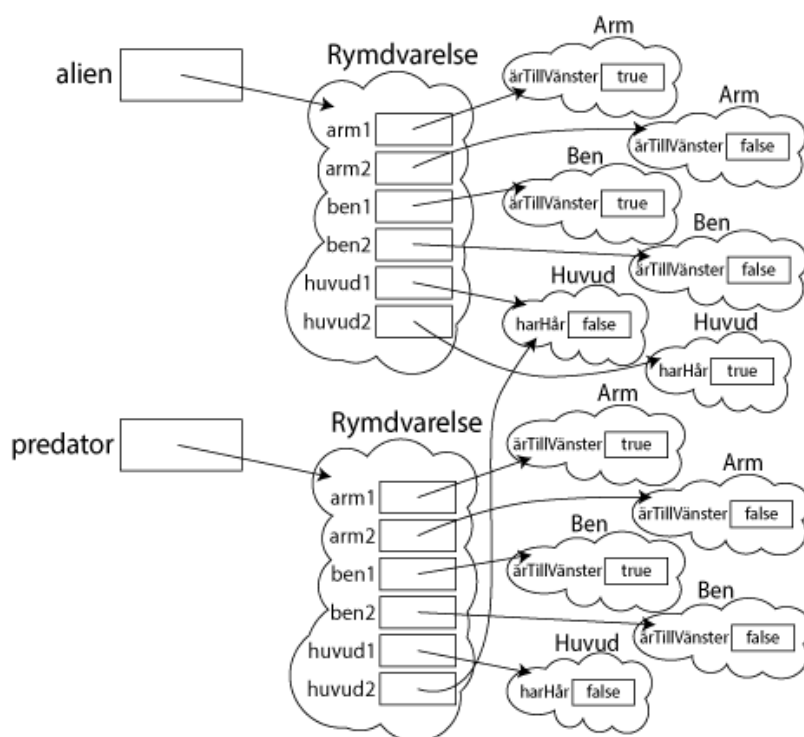 alien
Rymdvarelse
arm1
arm2
ben1
ben2
huvud1
huvud2
Arm
ärTillVänster true
Arm
ärTillVänster false
Ben
ärTillVänster true
Ben
ärTillVänster false
Huvud
harHår false
Huvud
harHår true
predator
Rymdvarelse
arm1
arm2
ben1
ben2
huvud1
huvud2
Arm
ärTillVänster true
Arm
ärTillVänster false
Ben
ärTillVänster true
Ben
ärTillVänster false
Huvud
harHår false